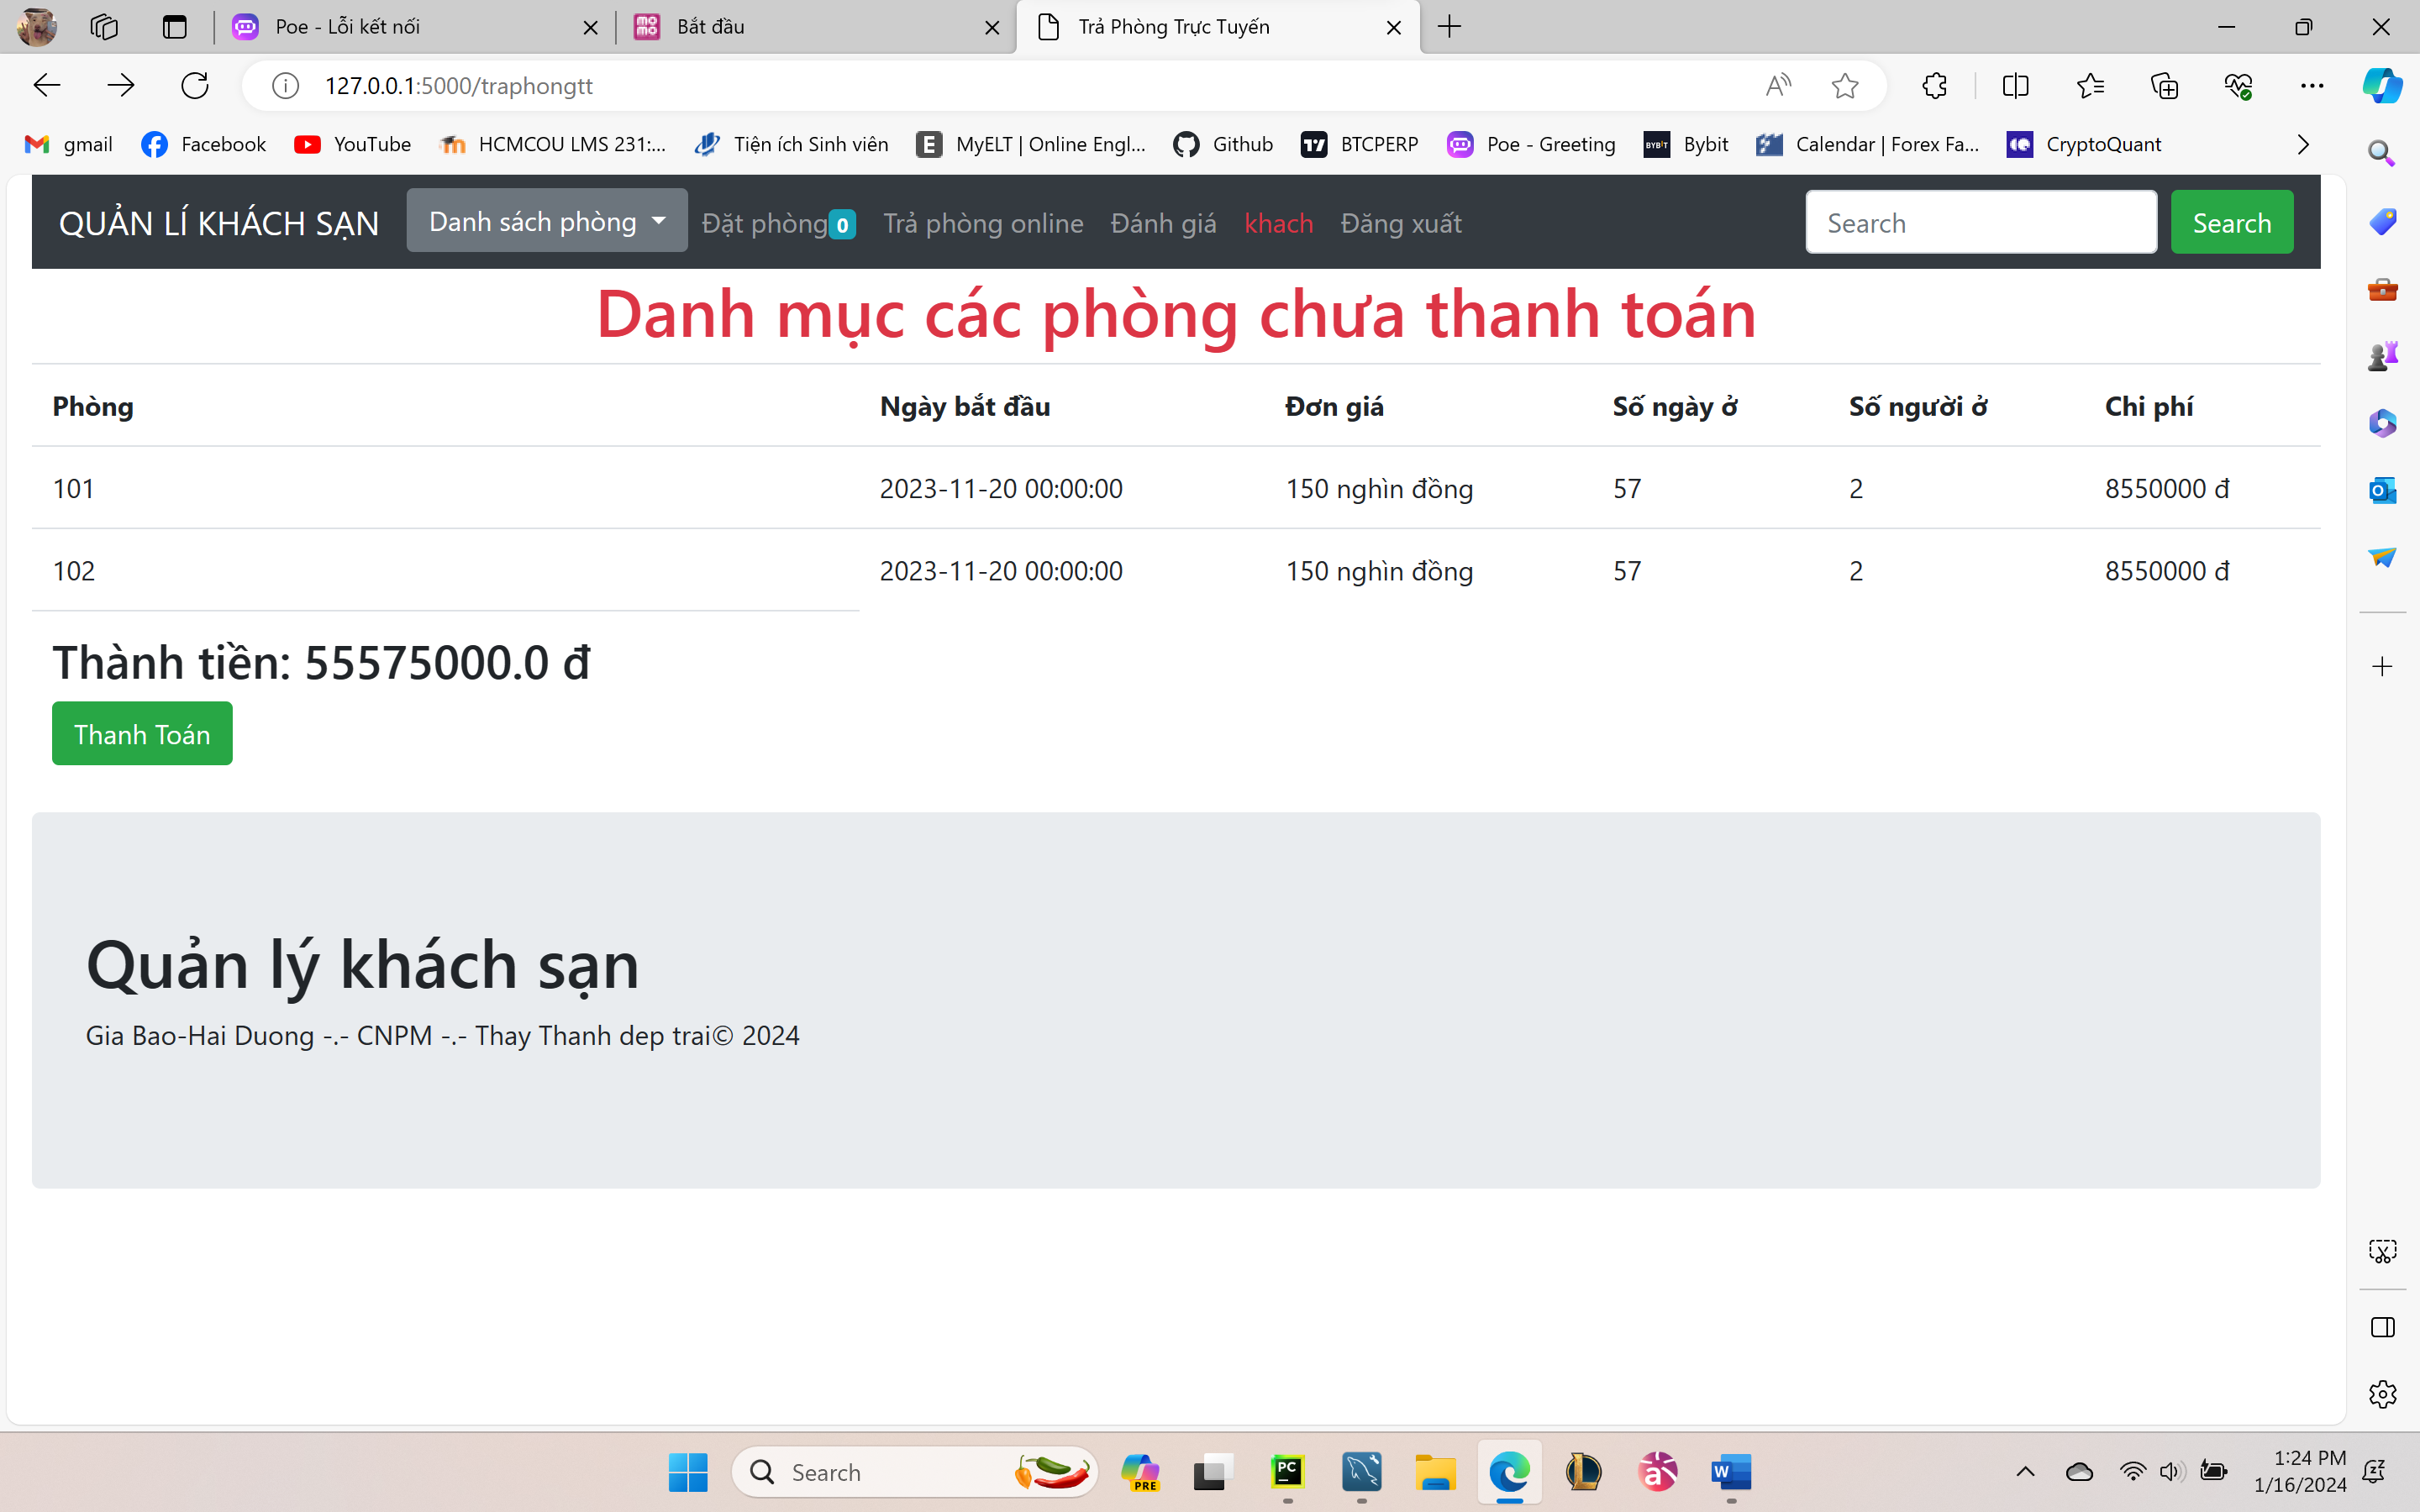 Poe - Lỗi kết nối
mo mo
Bắt đầu
Trả Phòng Trực Tuyến
127.0.0.1:5000/traphongtt
gmail
Facebook
YouTube
HCMCOU LMS 231:...
Tiện ích Sinh viên
E
MyELT | Online Engl...
Github
BTCPERP
Poe - Greeting
BYBIT
Bybit
Calendar | Forex Fa...
CryptoQuant
QUẢN LÍ KHÁCH SẠN
Danh sách phòng
Đặt phòng 0
Trả phòng online
Đánh giá
khach
Đăng xuất
Search
Search
Danh mục các phòng chưa thanh toán
Phòng Ngày bắt đầu Đơn giá Số ngày ở Số người ở Chi phí
101 2023-11-20 00:00:00 150 nghìn đồng 57 2 8550000 đ
102 2023-11-20 00:00:00 150 nghìn đồng 57 2 8550000 đ
Thành tiền: 55575000.0 đ
Thanh Toán
Quản lý khách sạn
Gia Bao-Hai Duong -.- CNPM -.- Thay Thanh dep trai© 2024
Search
PRE
PC
a
W
1:24 PM
1/16/2024